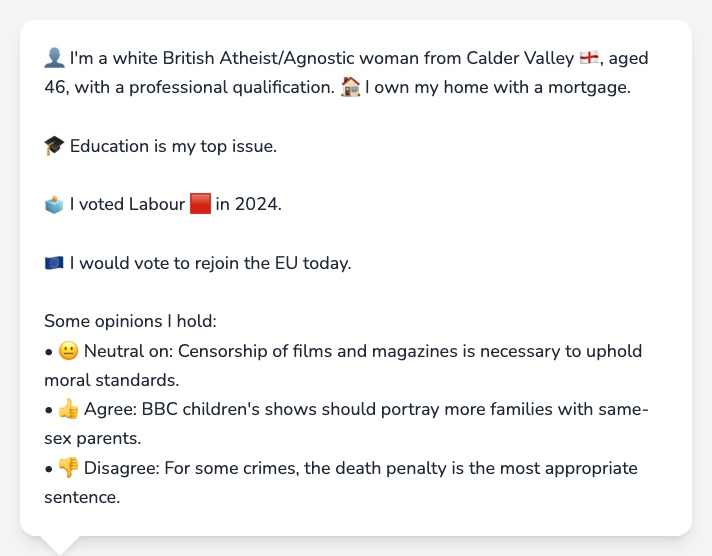 👤 I'm a white British Atheist/Agnostic woman from Calder Valley 🏴󠁧󠁢󠁥󠁮󠁧󠁿, aged
46, with a professional qualification. 🏠 I own my home with a mortgage.
🎓 Education is my top issue.
🗳️ I voted Labour 🟥 in 2024.
🇪🇺 I would vote to rejoin the EU today.
Some opinions I hold:
• 😐 Neutral on: Censorship of films and magazines is necessary to uphold
moral standards.
• 👍 Agree: BBC children's shows should portray more families with same-
sex parents.
• 👎 Disagree: For some crimes, the death penalty is the most appropriate
sentence.